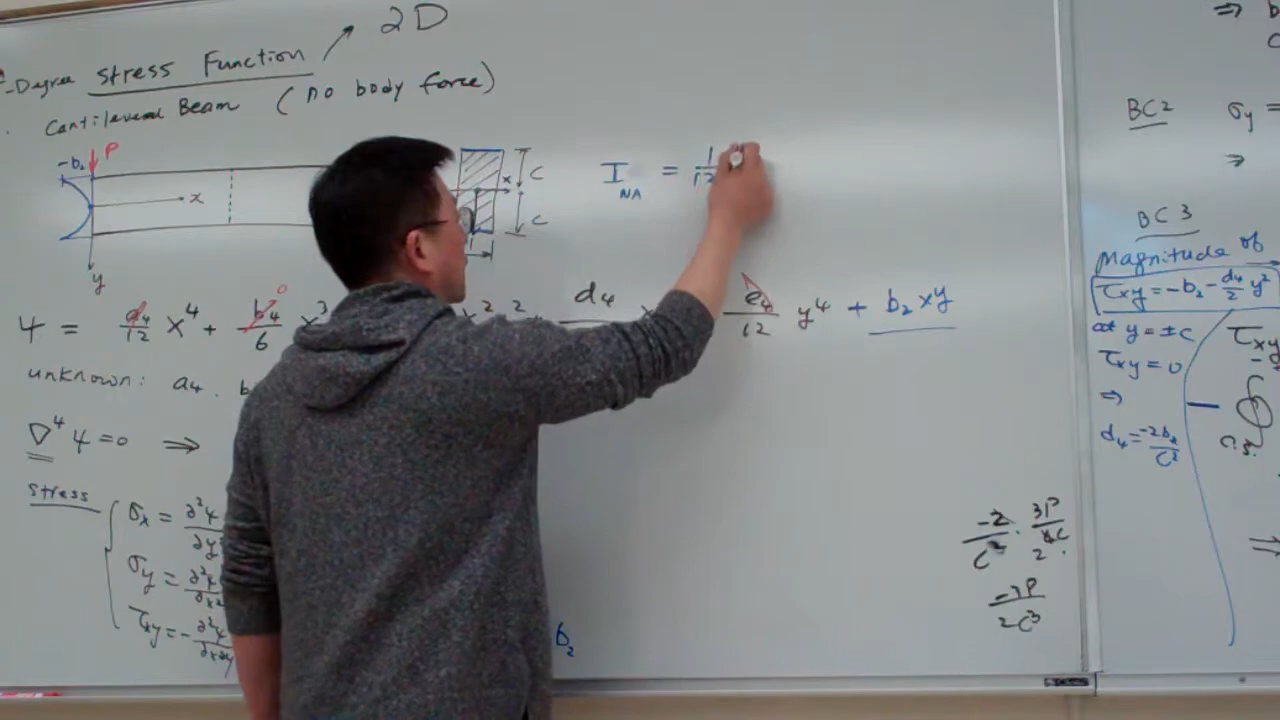 2D
-Degree Stress Function
Cantilevered Beam (no body force)
-b₂ P
x
y
x C
C
I_NA = 1/12
ψ = a₄/12 x⁴ + b₄/6 x³ 0 x² ² + d₄ e₄/12 y⁴ + b₂xy
unknown: a₄ . b
∇⁴ψ=0 ⇒
Stress
σx = ∂²ψ/∂y
σy = ∂²ψ/∂x²
τxy = -∂²ψ/∂x∂y
b₂
-2/C² · 3P/4C 2
-3P/2C³
⇒ b
BC2 σy =
⇒
BC3
Magnitude of
τxy = -b₂ - d₄/2 y²
at y = ±C
τxy = 0
⇒
d₄ = -2b₂/C²
τxy
=
C.S.
⇒